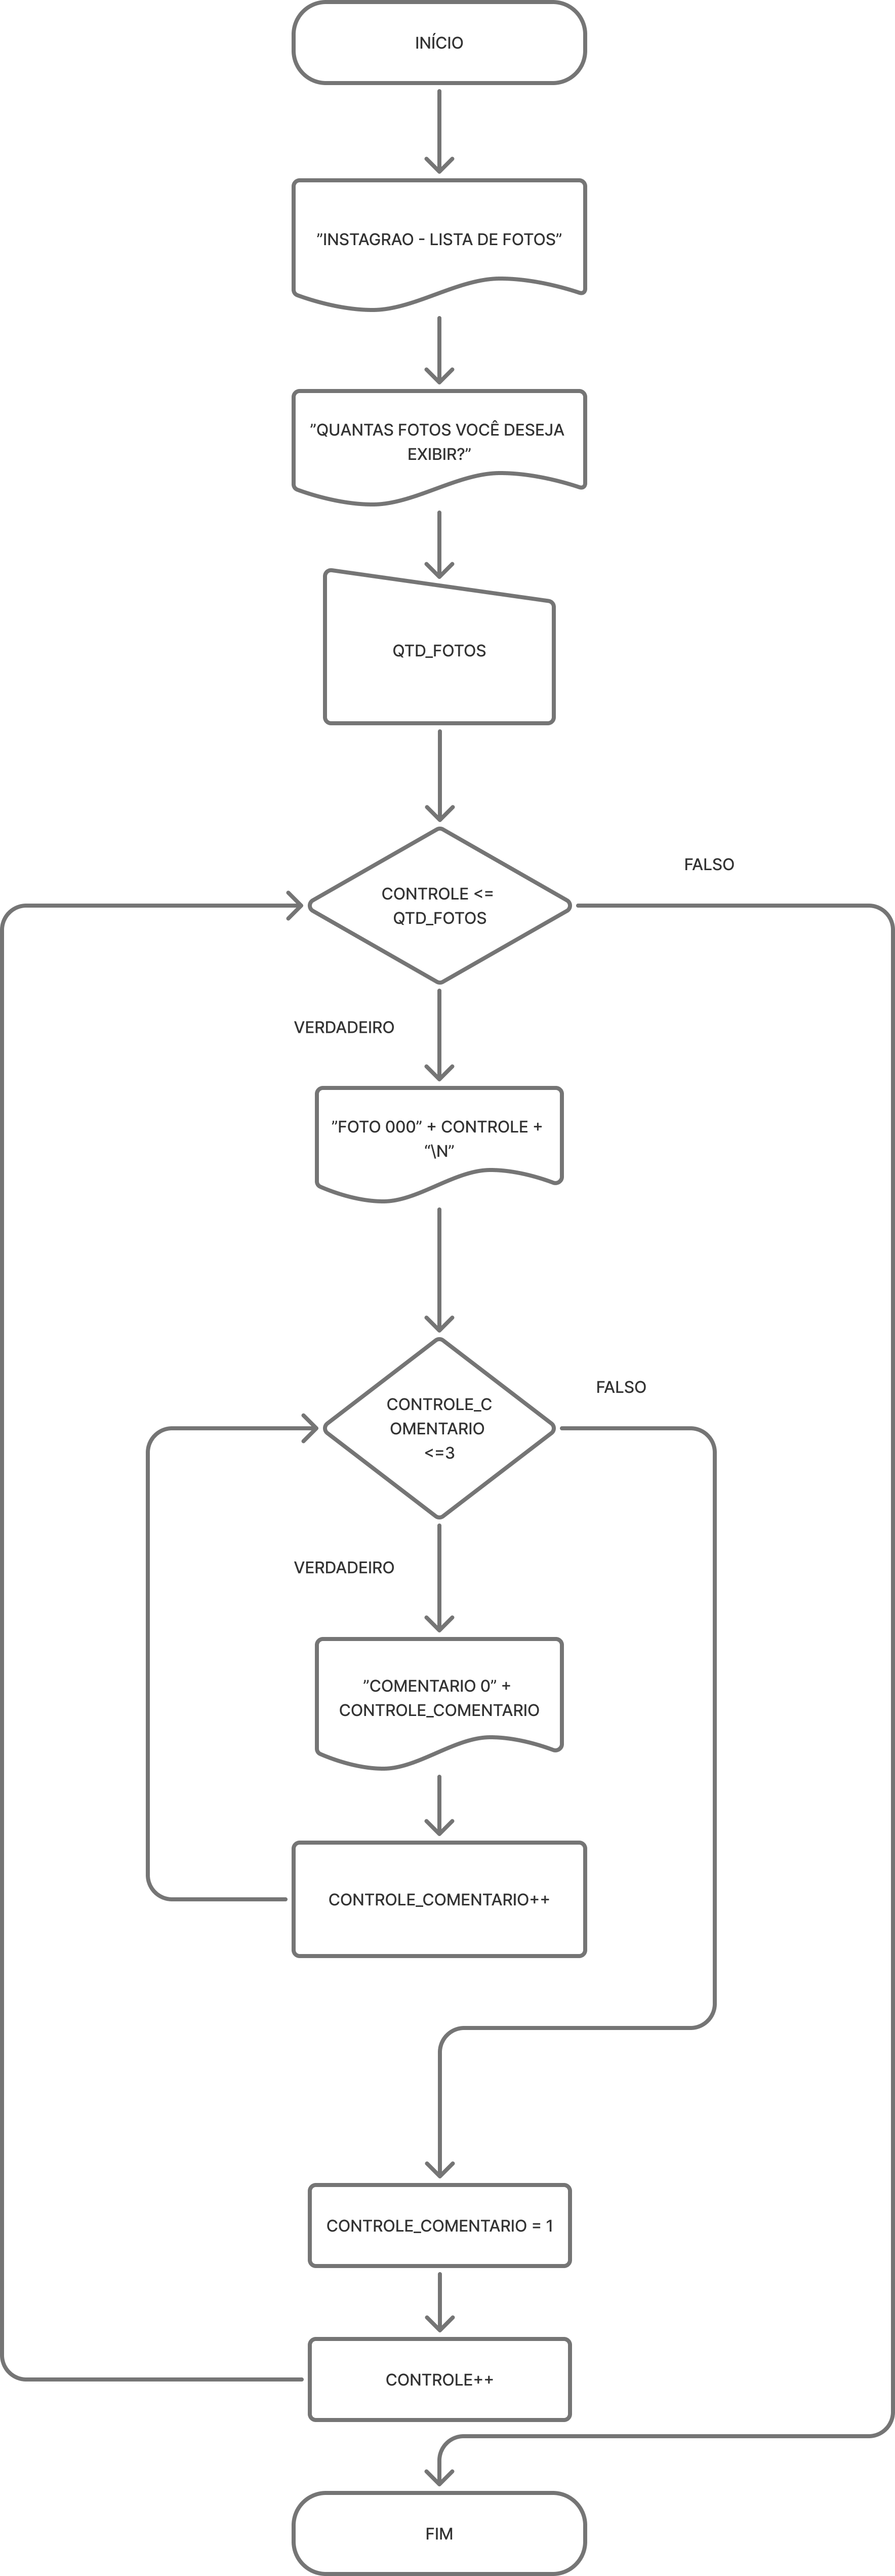 INÍCIO
”INSTAGRAO - LISTA DE FOTOS”
”QUANTAS FOTOS VOCÊ DESEJA
EXIBIR?”
QTD_FOTOS
CONTROLE <=
QTD_FOTOS
FALSO
VERDADEIRO
”FOTO 000” + CONTROLE +
“\N”
CONTROLE_C
OMENTARIO
<=3
FALSO
VERDADEIRO
”COMENTARIO 0” +
CONTROLE_COMENTARIO
CONTROLE_COMENTARIO++
CONTROLE_COMENTARIO = 1
CONTROLE++
FIM